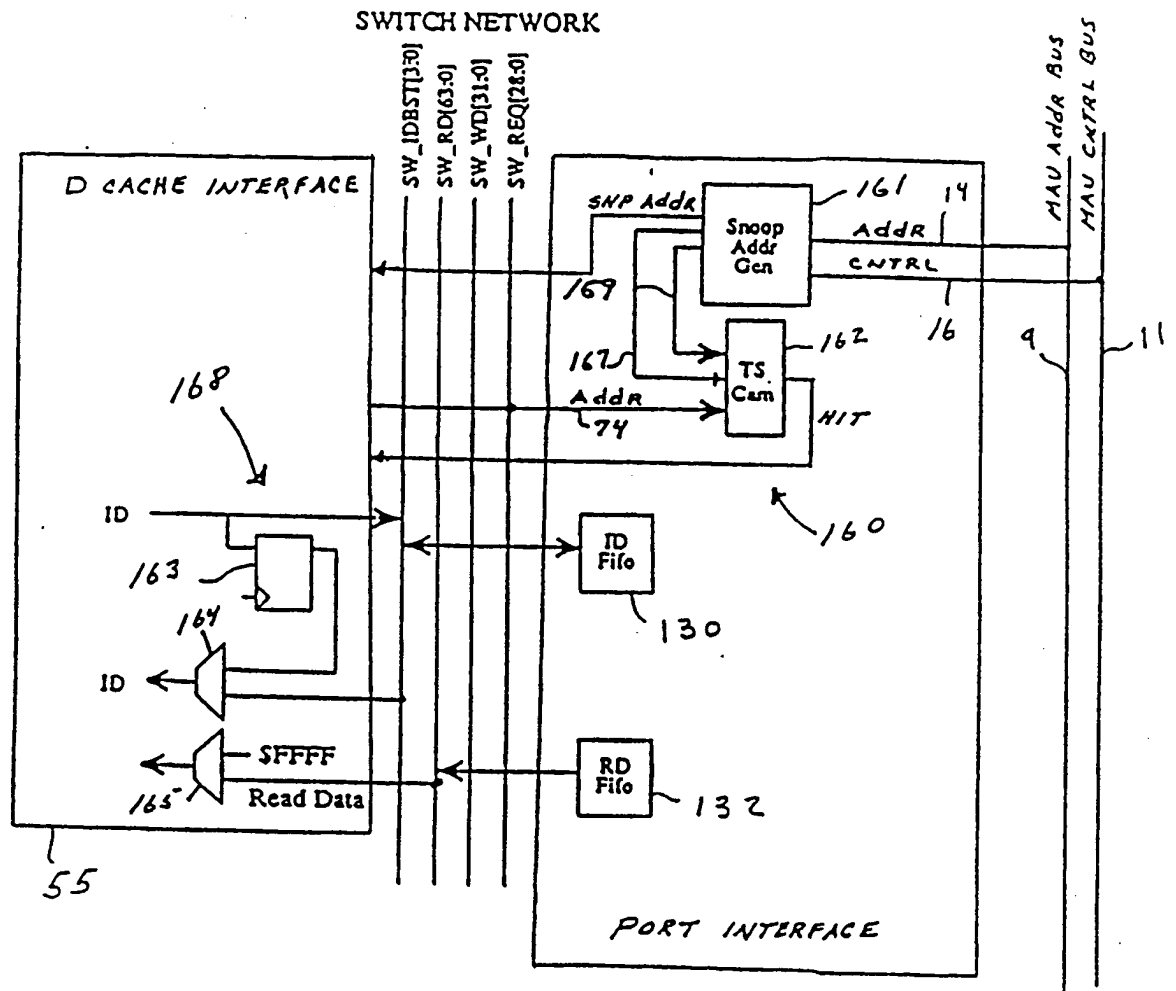 SWITCH NETWORK
SW_IDBST[3:0]
SW_RD[63:0]
SW_WD[31:0]
SW_REQ[28:0]
MAU Addr BUS
MAU CNTRL BUS
D CACHE INTERFACE
SNP Addr
Snoop
Addr
Gen
161
Addr
14
CNTRL
16
169
167
TS
Cam
162
9
11
Addr
74
HIT
168
160
ID
163
ID
Fifo
130
164
ID
SFFFF
165
Read Data
RD
Fifo
132
55
PORT INTERFACE